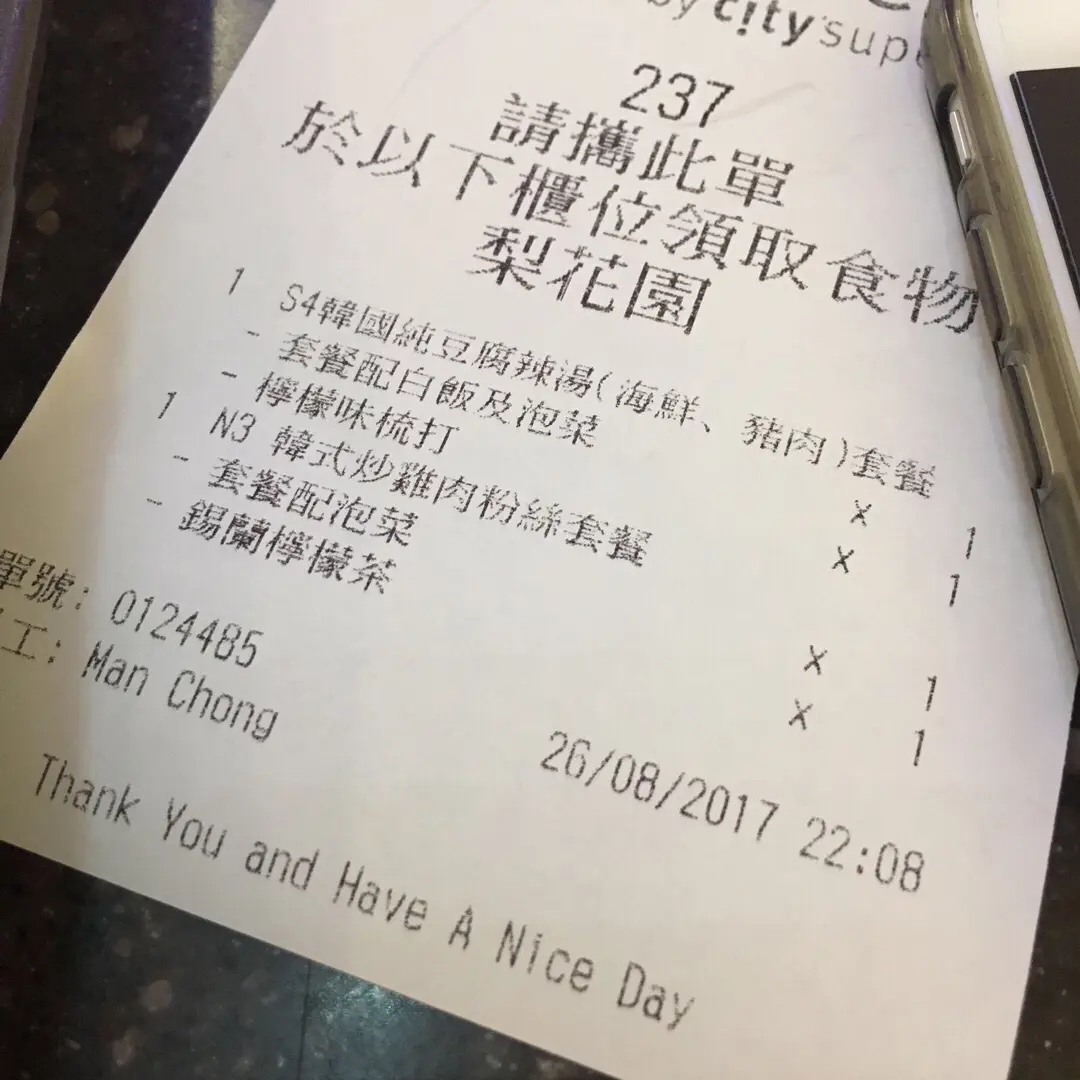 by city'supe
237
請攜此單
於以下櫃位領取食物
梨花園
1 S4韓國純豆腐辣湯(海鮮、豬肉)套餐
- 套餐配白飯及泡菜 x 1
- 檸檬味梳打 x 1
1 N3 韓式炒雞肉粉絲套餐
- 套餐配泡菜 x 1
- 錫蘭檸檬茶 x 1
單號: 0124485
工: Man Chong 26/08/2017 22:08
Thank You and Have A Nice Day